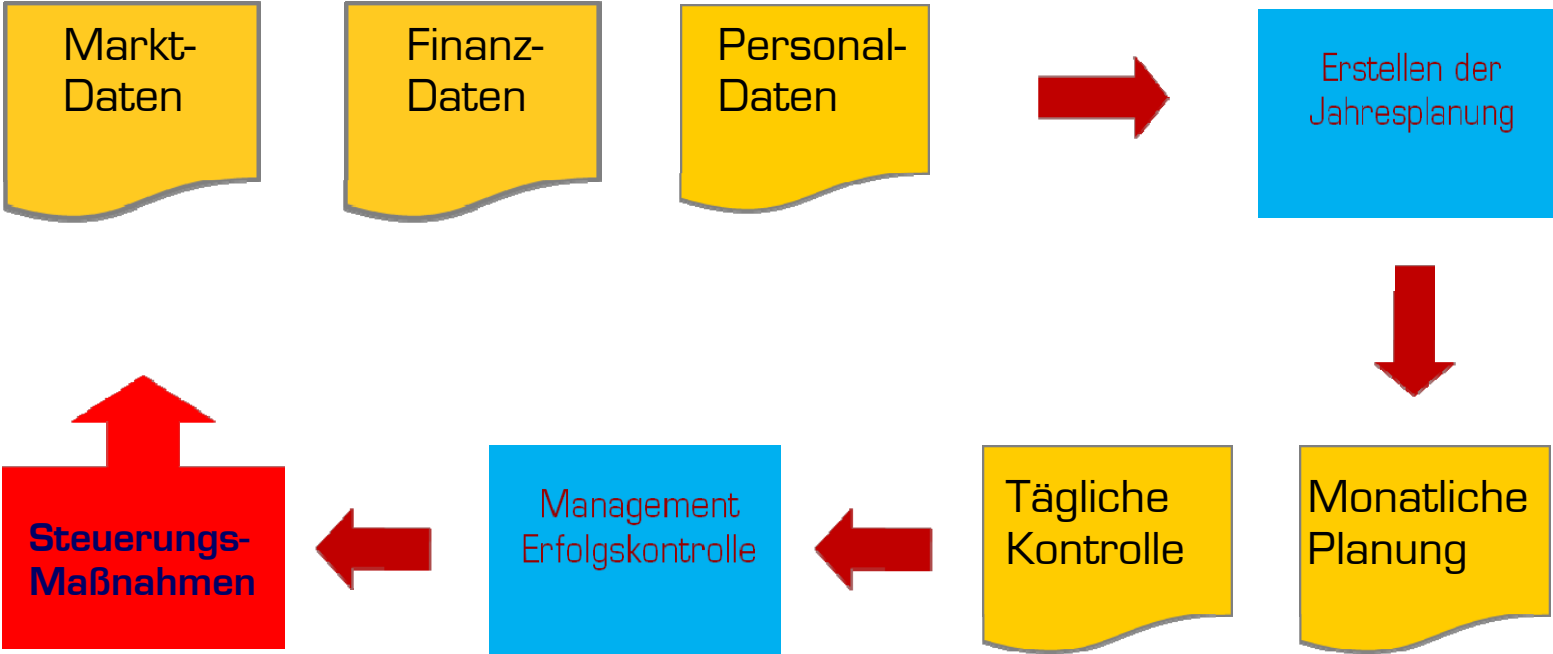 Markt-
Daten
Finanz-
Daten
Personal-
Daten
Erstellen der
Jahresplanung
Steuerungs-
Maßnahmen
Management
Erfolgskontrolle
Tägliche
Kontrolle
Monatliche
Planung